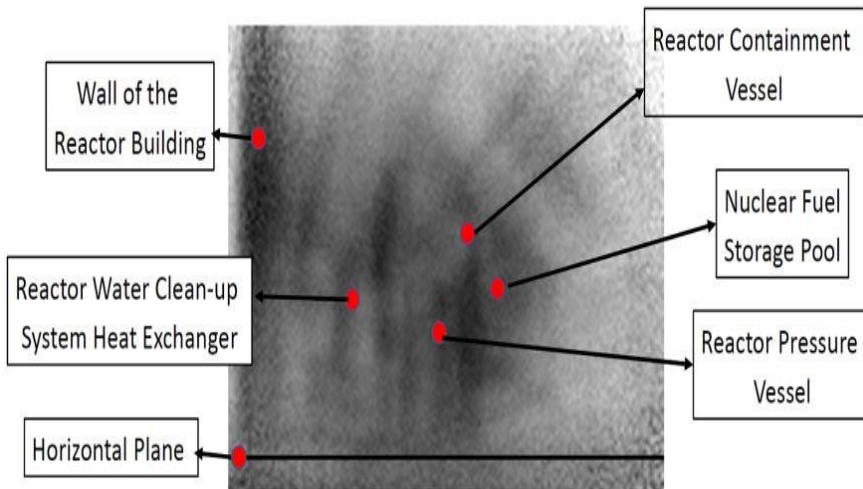 Reactor Containment
Vessel
Wall of the
Reactor Building
Nuclear Fuel
Storage Pool
Reactor Water Clean-up
System Heat Exchanger
Reactor Pressure
Vessel
Horizontal Plane